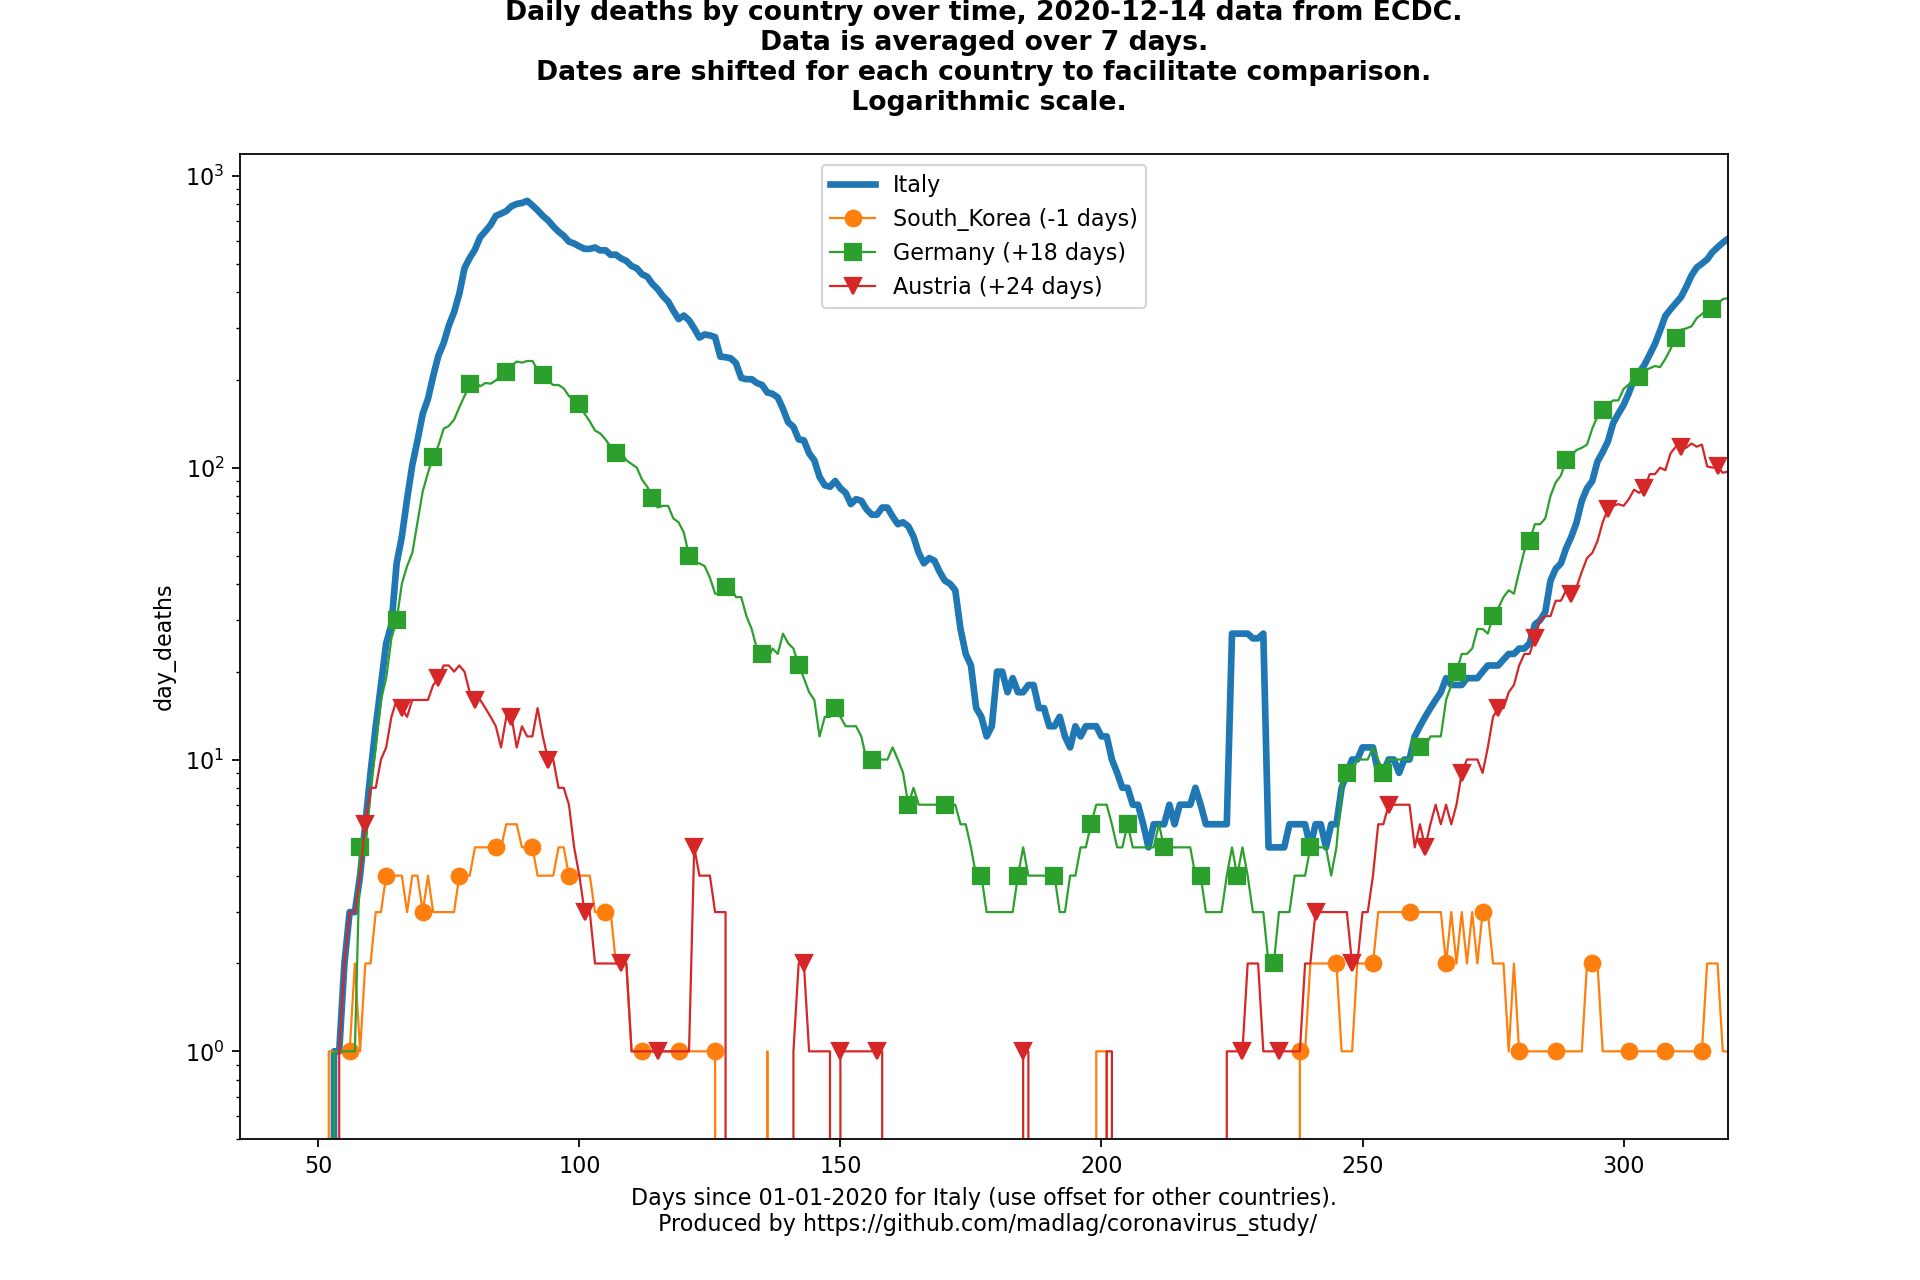 Daily deaths by country over time, 2020-12-14 data from ECDC.
Data is averaged over 7 days.
Dates are shifted for each country to facilitate comparison.
Logarithmic scale.
Italy
South_Korea (-1 days)
Germany (+18 days)
Austria (+24 days)
day_deaths
10³
10²
10¹
10⁰
50 100 150 200 250 300
Days since 01-01-2020 for Italy (use offset for other countries).
Produced by https://github.com/madlag/coronavirus_study/